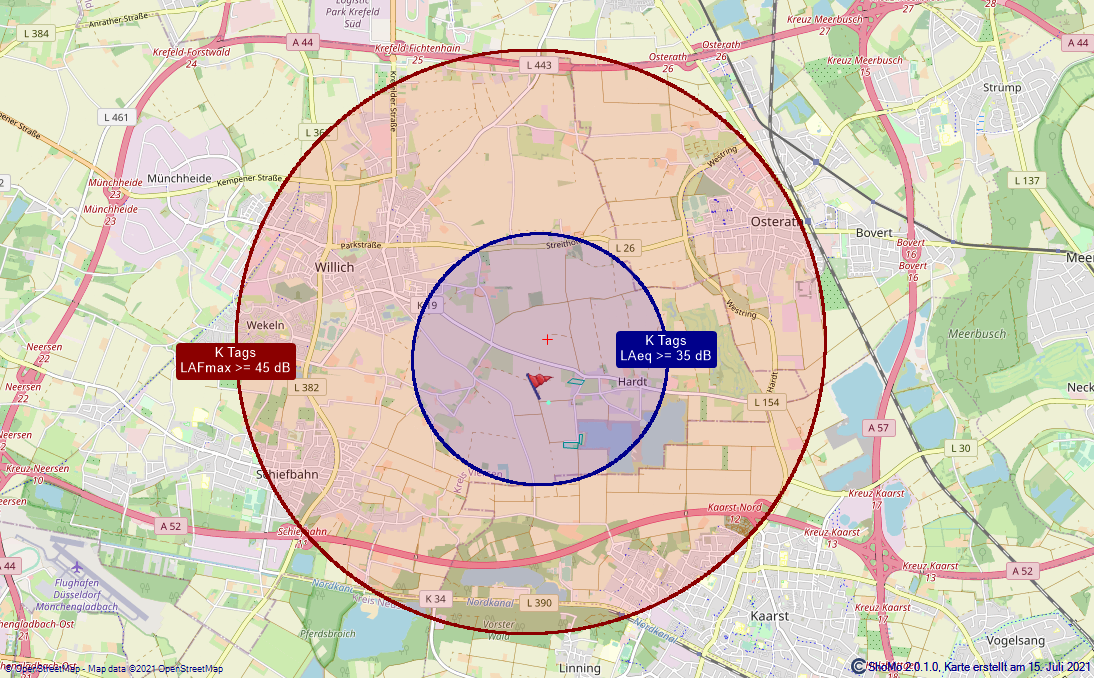 Logistic
Park Krefeld
Süd
Anrather Straße
L 384
Krefeld-Forstwald
24
A 44
Krefeld-Fichtenhain
25
L 443
Osterath
26
Osterath
26
Kreuz Meerbusch
27
28
Kreuz Meerbusch
15
A 44
Strump
L 461
Krefelder Straße
Münchheide
Kempener Straße
Münchheide
23
Münchheide
23
Westring
L 137
Osterath
Bovert
Bovert
16
Bovert
16
Parkstraße
L 26
Willich
K 19
Westring
Meerbusch
Wekeln
Neersen
22
Neersen
22
K Tags
LAFmax >= 45 dB
K Tags
LAeq >= 35 dB
L 382
Hardt
Hardt
L 154
A 57
L 30
Schiefbahn
Kreuz-Neersen
10
Kreuz Kaarst
17
Kaarst-Nord
12
A 52
Schiefbahn
11
Kreuz Kaarst
13
Kreuz Kaarst
13
A 52
A 44
Flughafen
Düsseldorf
Mönchengladbach
Nordkanal
K 34
Nordkanal
L 390
Kreuz Kaarst
18
Kaarst
Vorster
Wald
Nordkanal
Pferdsbroich
Vogelsang
Linning
© OpenStreetMap - Map data ©2021 OpenStreetMap
© ShoMo 2.0.1.0, Karte erstellt am 15. Juli 2021